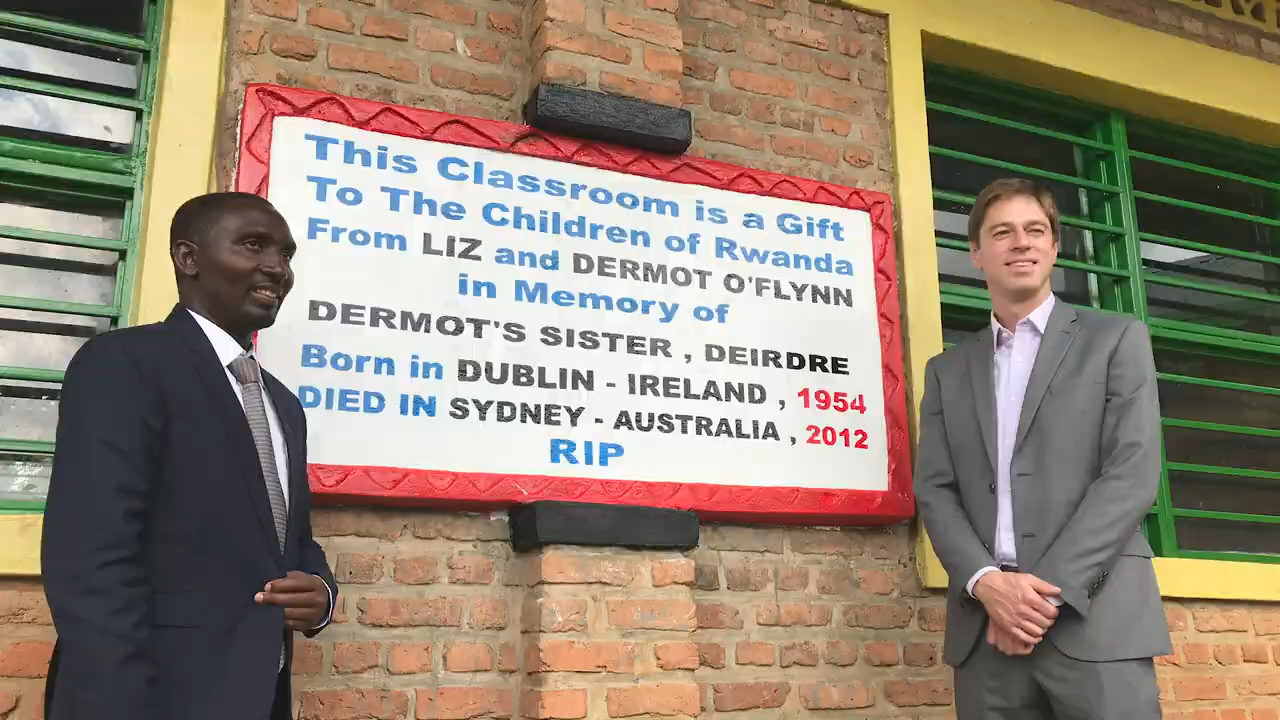 This Classroom is a Gift
To The Children of Rwanda
From LIZ and DERMOT O'FLYNN
in Memory of
DERMOT'S SISTER , DEIRDRE
Born in DUBLIN - IRELAND , 1954
DIED IN SYDNEY - AUSTRALIA , 2012
RIP